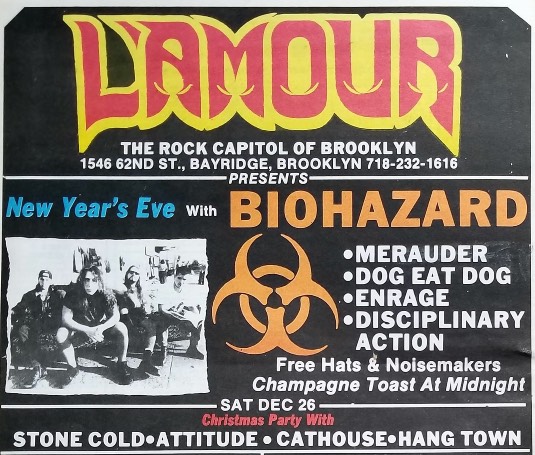 L'AMOUR
THE ROCK CAPITOL OF BROOKLYN
1546 62ND ST., BAYRIDGE, BROOKLYN 718-232-1616
PRESENTS
New Year's Eve With BIOHAZARD
•MERAUDER
•DOG EAT DOG
•ENRAGE
•DISCIPLINARY
ACTION
Free Hats & Noisemakers
Champagne Toast At Midnight
SAT DEC 26
Christmas Party With
STONE COLD•ATTITUDE • CATHOUSE•HANG TOWN